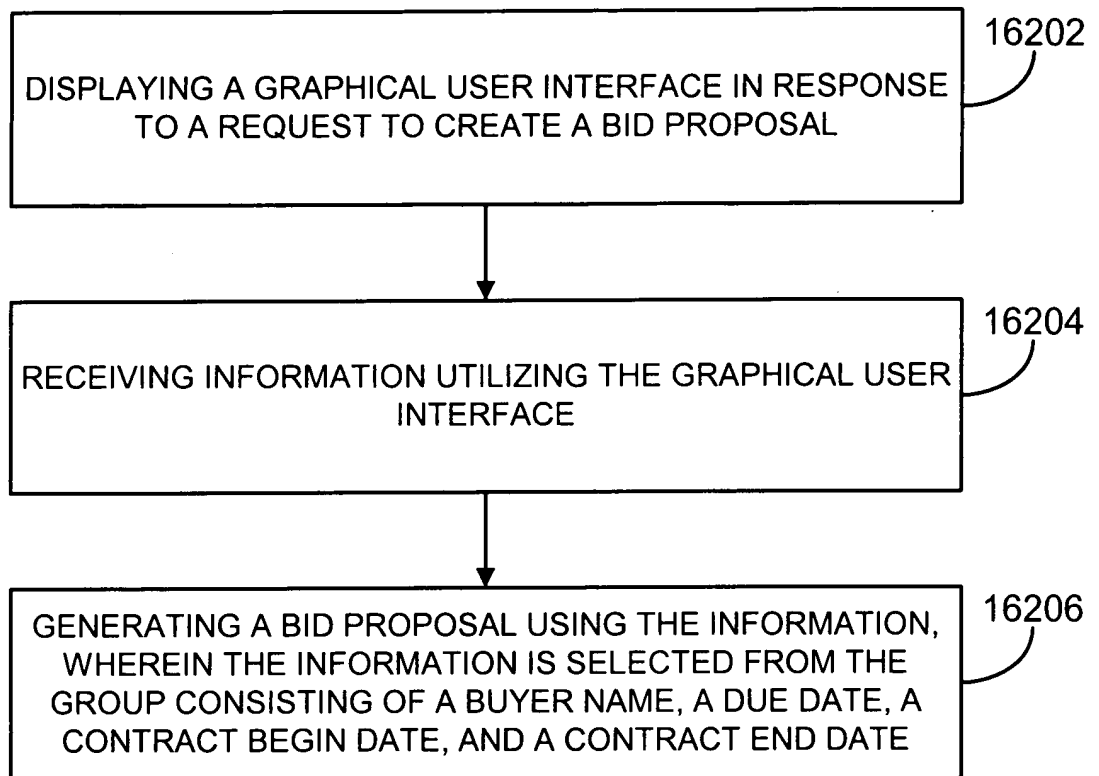 16202
DISPLAYING A GRAPHICAL USER INTERFACE IN RESPONSE
TO A REQUEST TO CREATE A BID PROPOSAL
16204
RECEIVING INFORMATION UTILIZING THE GRAPHICAL USER
INTERFACE
16206
GENERATING A BID PROPOSAL USING THE INFORMATION,
WHEREIN THE INFORMATION IS SELECTED FROM THE
GROUP CONSISTING OF A BUYER NAME, A DUE DATE, A
CONTRACT BEGIN DATE, AND A CONTRACT END DATE